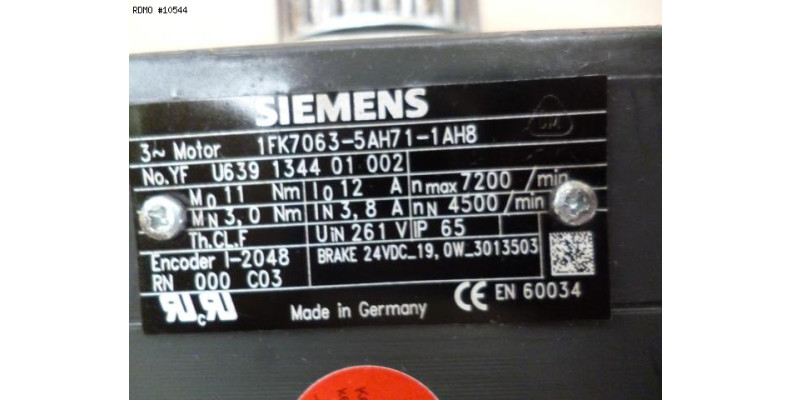 RDMO #10544
SIEMENS
3~ Motor 1FK7063-5AH71-1AH8
No.YF U639 1344 01 002
M0 11 Nm I0 12 A nmax 7200 /min
MN 3,0 Nm IN 3,8 A nN 4500 /min
Th.CL.F UIN 261 V IP 65
Encoder I-2048 BRAKE 24VDC_19,0W_3013503
RN 000 C03
Made in Germany CE EN 60034